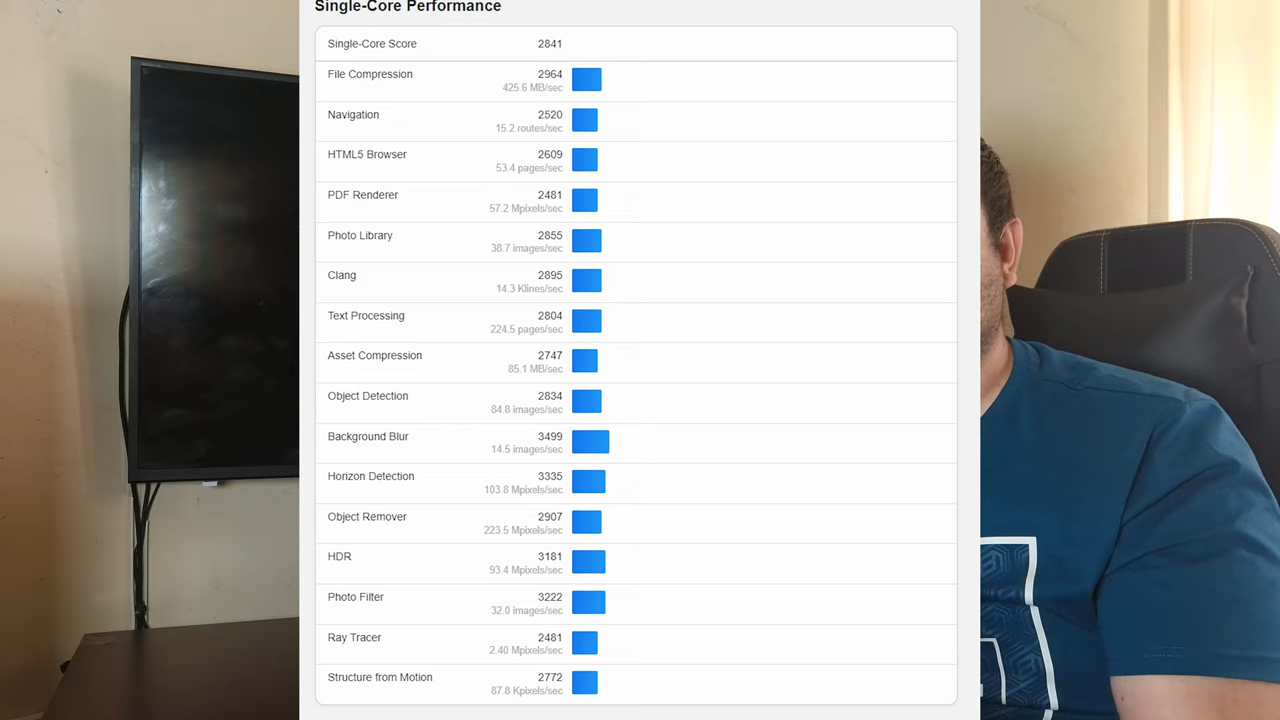 Single-Core Performance
Single-Core Score 2841
File Compression 2964
425.6 MB/sec
Navigation 2520
15.2 routes/sec
HTML5 Browser 2609
53.4 pages/sec
PDF Renderer 2481
57.2 Mpixels/sec
Photo Library 2855
38.7 images/sec
Clang 2895
14.3 Klines/sec
Text Processing 2804
224.5 pages/sec
Asset Compression 2747
85.1 MB/sec
Object Detection 2834
84.8 images/sec
Background Blur 3499
14.5 images/sec
Horizon Detection 3335
103.8 Mpixels/sec
Object Remover 2907
223.5 Mpixels/sec
HDR 3181
93.4 Mpixels/sec
Photo Filter 3222
32.0 images/sec
Ray Tracer 2481
2.40 Mpixels/sec
Structure from Motion 2772
87.8 Kpixels/sec